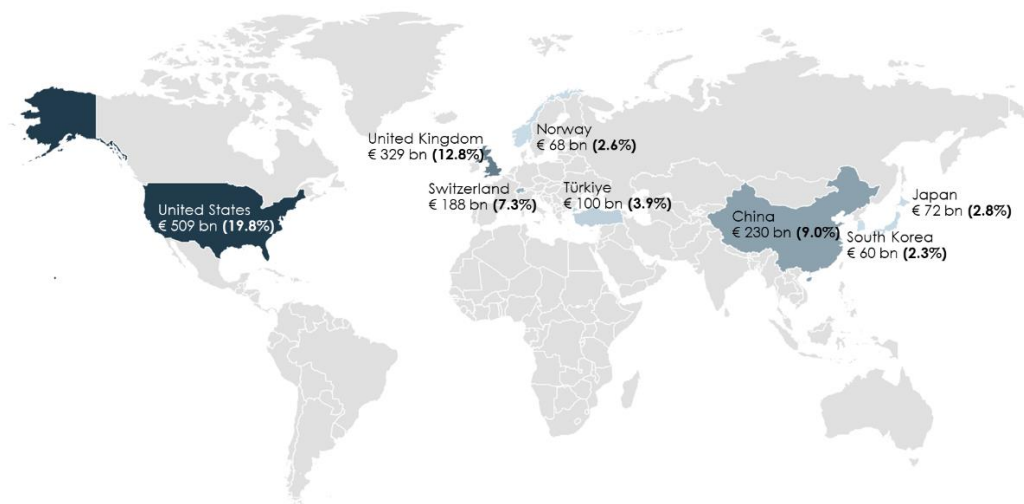 United Kingdom
€ 329 bn (12.8%)
Norway
€ 68 bn (2.6%)
Switzerland
€ 188 bn (7.3%)
Türkiye
€ 100 bn (3.9%)
United States
€ 509 bn (19.8%)
China
€ 230 bn (9.0%)
Japan
€ 72 bn (2.8%)
South Korea
€ 60 bn (2.3%)